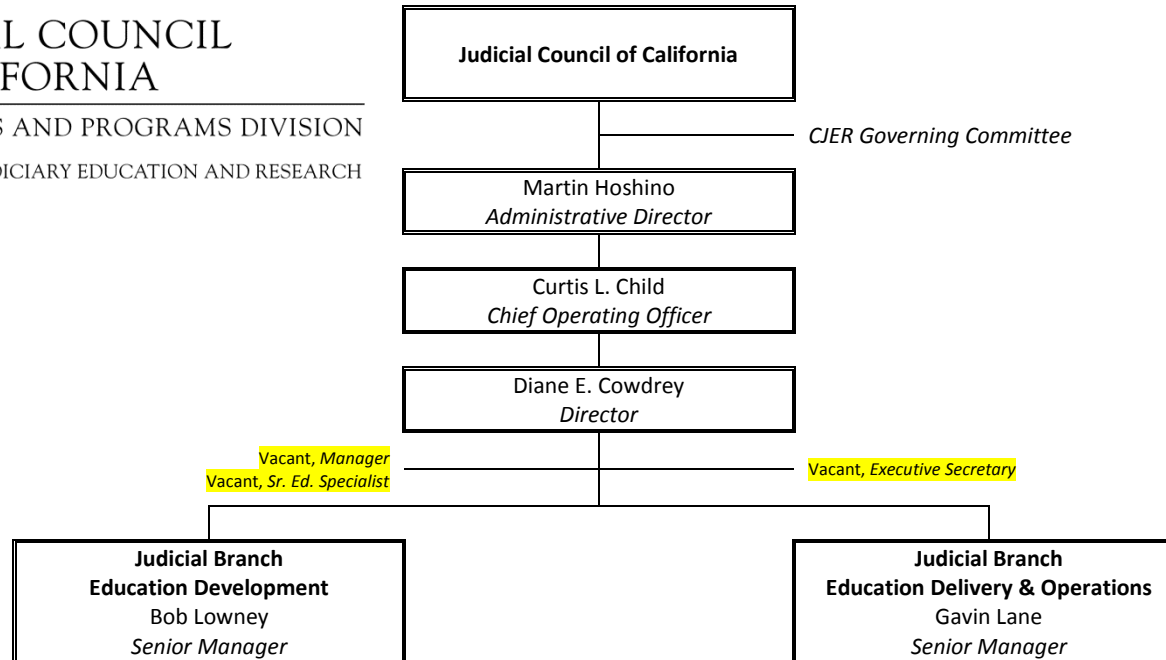 L COUNCIL
FORNIA
S AND PROGRAMS DIVISION
DICIARY EDUCATION AND RESEARCH
Judicial Council of California
CJER Governing Committee
Martin Hoshino
Administrative Director
Curtis L. Child
Chief Operating Officer
Diane E. Cowdrey
Director
Vacant, Manager
Vacant, Sr. Ed. Specialist
Vacant, Executive Secretary
Judicial Branch
Education Development
Bob Lowney
Senior Manager
Judicial Branch
Education Delivery & Operations
Gavin Lane
Senior Manager